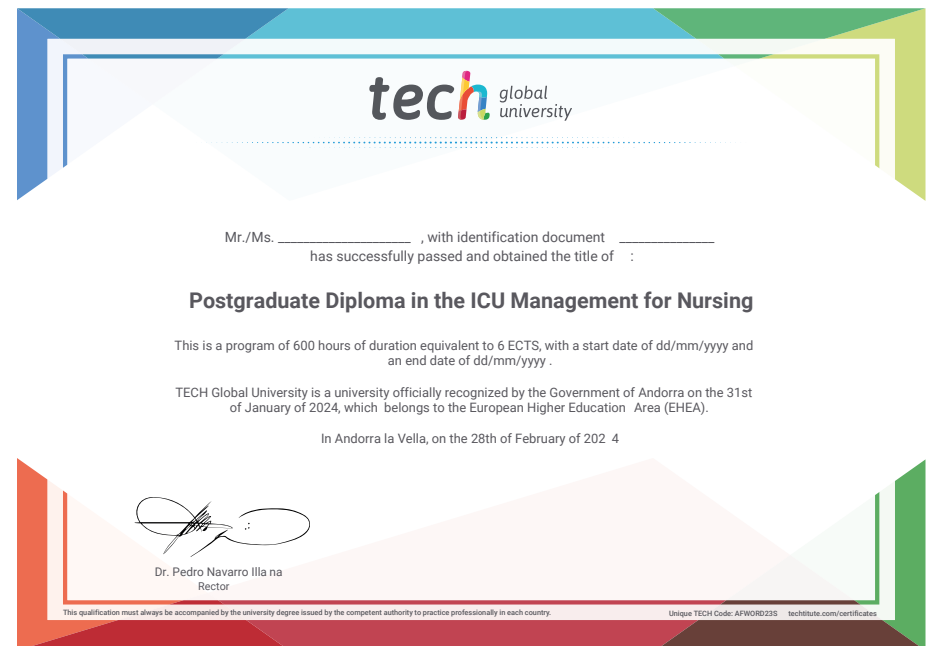 tech global
university
Mr./Ms. _____________________ , with identification document _______________
has successfully passed and obtained the title of :
Postgraduate Diploma in the ICU Management for Nursing
This is a program of 600 hours of duration equivalent to 6 ECTS, with a start date of dd/mm/yyyy and
an end date of dd/mm/yyyy .
TECH Global University is a university officially recognized by the Government of Andorra on the 31st
of January of 2024, which belongs to the European Higher Education Area (EHEA).
In Andorra la Vella, on the 28th of February of 202 4
Dr. Pedro Navarro Illa na
Rector
This qualification must always be accompanied by the university degree issued by the competent authority to practice professionally in each country.
Unique TECH Code: AFWORD23S techtitute.com/certificates